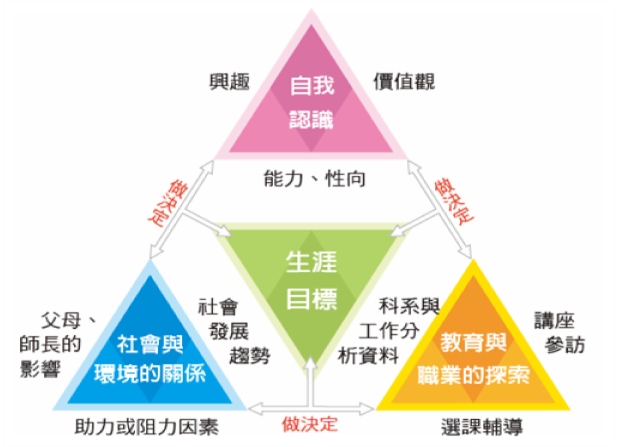 興趣
自我
認識
價值觀
能力、性向
做決定
做決定
生涯
目標
父母、
師長的
影響
社會與
環境的關係
社會
發展
趨勢
助力或阻力因素
科系與
工作分
析資料
教育與
職業的探索
講座
參訪
選課輔導
做決定